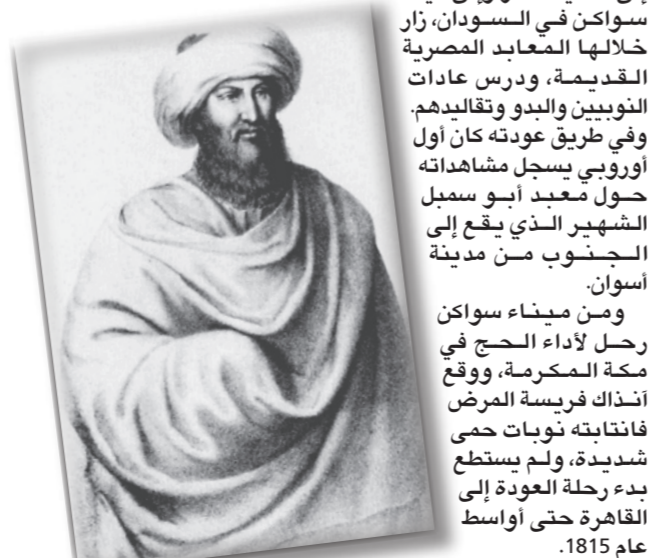 سواكن في الـسـودان، زار
خلالها المعابد المصرية
القديمة، ودرس عادات
النوبيين والبدو وتقاليدهم.
وفي طريق عودته كان أول
أوروبي يسجل مشاهداته
حول معبد أبو سمبل
الشهير الذي يقع إلى
الجنوب من مدينة
أسوان.
ومن ميناء سواكن
رحل لأداء الحج في
مكة المكرمة، ووقع
آنذاك فريسة المرض
فانتابته نوبات حمى
شديدة، ولم يستطع
بدء رحلة العودة إلى
القاهرة حتى أواسط
عام 1815.